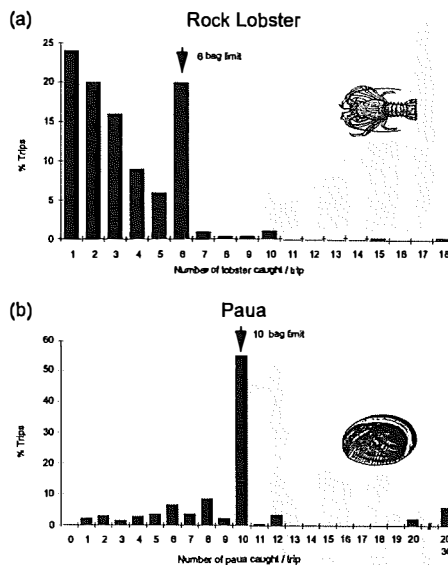 (a) Rock Lobster
6 bag limit
25
20
15
10
5
0
% Trips
1 2 3 4 5 6 7 8 9 10 11 12 13 14 15 16 17 18
Number of lobster caught / trip
(b) Paua
10 bag limit
60
50
40
30
20
10
0
% Trips
0 1 2 3 4 5 6 7 8 9 10 11 12 13 14 15 16 17 18 19 20 20
Number of paua caught / trip